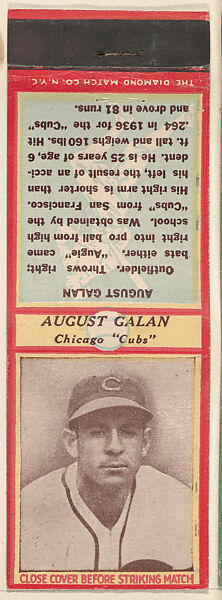 THE DIAMOND MATCH CO. N.Y.C.
AUGUST GALAN
Outfielder. Throws right;
bats either. "Augie" came
right into pro ball from high
school. Was obtained by the
"Cubs" from San Francisco.
His right arm is shorter than
his left, the result of an acci-
dent. He is 25 years of age, 6
ft. tall and weighs 160 lbs. Hit
.264 in 1936 for the "Cubs"
and drove in 81 runs.
AUGUST GALAN
Chicago "Cubs"
C
CLOSE COVER BEFORE STRIKING MATCH